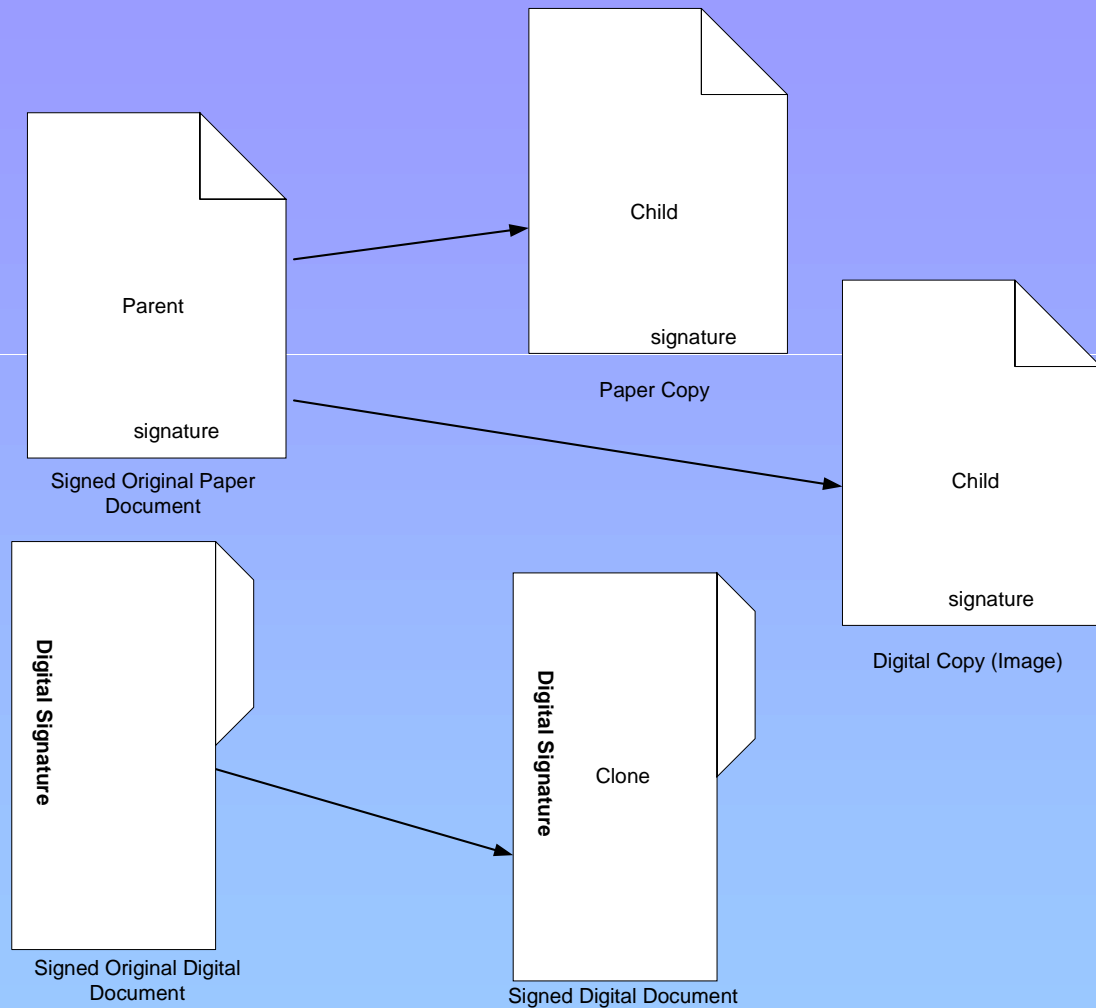 Child
signature
Paper Copy
Parent
signature
Signed Original Paper
Document
Child
signature
Digital Copy (Image)
Digital Signature
Signed Original Digital
Document
Digital Signature
Clone
Signed Digital Document